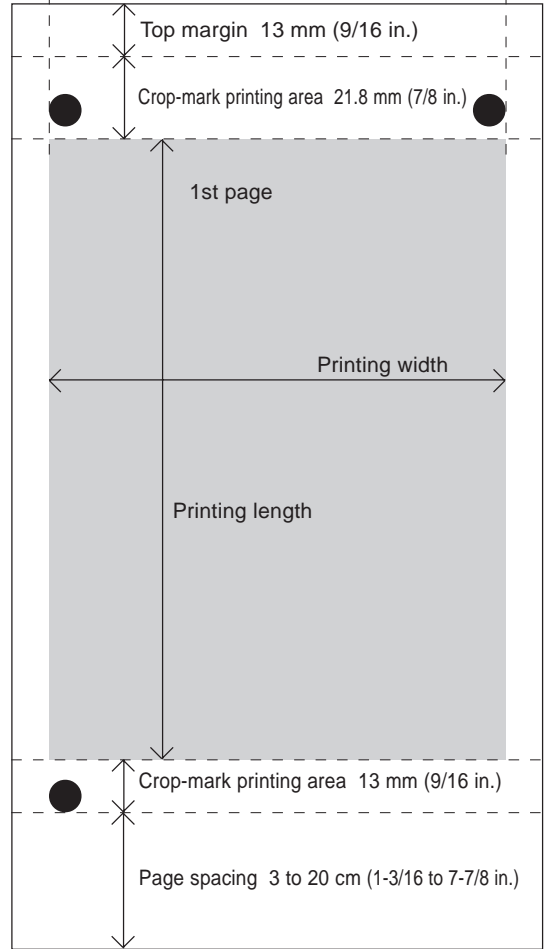 Top margin 13 mm (9/16 in.)
Crop-mark printing area 21.8 mm (7/8 in.)
1st page
Printing width
Printing length
Crop-mark printing area 13 mm (9/16 in.)
Page spacing 3 to 20 cm (1-3/16 to 7-7/8 in.)